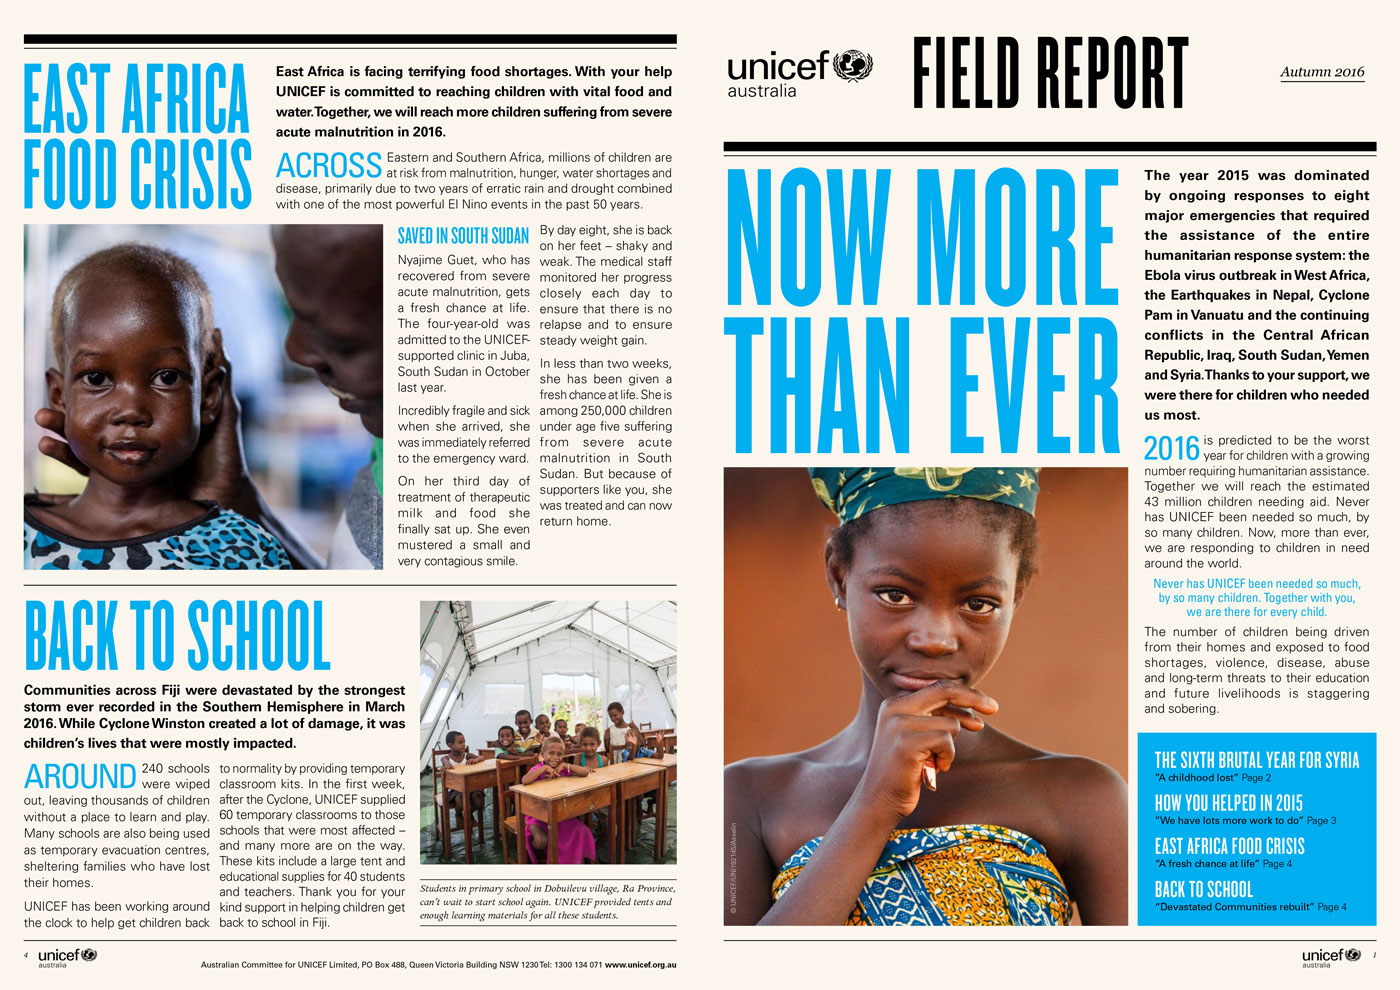 EAST AFRICA
FOOD CRISIS
East Africa is facing terrifying food shortages. With your help
UNICEF is committed to reaching children with vital food and
water. Together, we will reach more children suffering from severe
acute malnutrition in 2016.
ACROSS Eastern and Southern Africa, millions of children are
at risk from malnutrition, hunger, water shortages and
disease, primarily due to two years of erratic rain and drought combined
with one of the most powerful El Nino events in the past 50 years.
SAVED IN SOUTH SUDAN
Nyajime Guet, who has
recovered from severe
acute malnutrition, gets
a fresh chance at life.
The four-year-old was
admitted to the UNICEF-
supported clinic in Juba,
South Sudan in October
last year.
Incredibly fragile and sick
when she arrived, she
was immediately referred
to the emergency ward.
On her third day of
treatment of therapeutic
milk and food she
finally sat up. She even
mustered a small and
very contagious smile.
By day eight, she is back
on her feet – shaky and
weak. The medical staff
monitored her progress
closely each day to
ensure that there is no
relapse and to ensure
steady weight gain.
In less than two weeks,
she has been given a
fresh chance at life. She is
among 250,000 children
under age five suffering
from severe acute
malnutrition in South
Sudan. But because of
supporters like you, she
was treated and can now
return home.
BACK TO SCHOOL
Communities across Fiji were devastated by the strongest
storm ever recorded in the Southern Hemisphere in March
2016. While Cyclone Winston created a lot of damage, it was
children's lives that were mostly impacted.
AROUND 240 schools
were wiped
out, leaving thousands of children
without a place to learn and play.
Many schools are also being used
as temporary evacuation centres,
sheltering families who have lost
their homes.
UNICEF has been working around
the clock to help get children back
to normality by providing temporary
classroom kits. In the first week,
after the Cyclone, UNICEF supplied
60 temporary classrooms to those
schools that were most affected –
and many more are on the way.
These kits include a large tent and
educational supplies for 40 students
and teachers. Thank you for your
kind support in helping children get
back to school in Fiji.
Students in primary school in Dobuilevu village, Ra Province,
can't wait to start school again. UNICEF provided tents and
enough learning materials for all these students.
4
unicef
australia
Australian Committee for UNICEF Limited, PO Box 488, Queen Victoria Building NSW 1230 Tel: 1300 134 071 www.unicef.org.au
unicef
australia
FIELD REPORT
Autumn 2016
NOW MORE
THAN EVER
The year 2015 was dominated
by ongoing responses to eight
major emergencies that required
the assistance of the entire
humanitarian response system: the
Ebola virus outbreak in West Africa,
the Earthquakes in Nepal, Cyclone
Pam in Vanuatu and the continuing
conflicts in the Central African
Republic, Iraq, South Sudan, Yemen
and Syria. Thanks to your support, we
were there for children who needed
us most.
2016 is predicted to be the worst
year for children with a growing
number requiring humanitarian assistance.
Together we will reach the estimated
43 million children needing aid. Never
has UNICEF been needed so much, by
so many children. Now, more than ever,
we are responding to children in need
around the world.
Never has UNICEF been needed so much,
by so many children. Together with you,
we are there for every child.
The number of children being driven
from their homes and exposed to food
shortages, violence, disease, abuse
and long-term threats to their education
and future livelihoods is staggering
and sobering.
© UNICEF/UNI192145/Asselin
THE SIXTH BRUTAL YEAR FOR SYRIA
"A childhood lost" Page 2
HOW YOU HELPED IN 2015
"We have lots more work to do" Page 3
EAST AFRICA FOOD CRISIS
"A fresh chance at life" Page 4
BACK TO SCHOOL
"Devastated Communities rebuilt" Page 4
unicef
australia
1